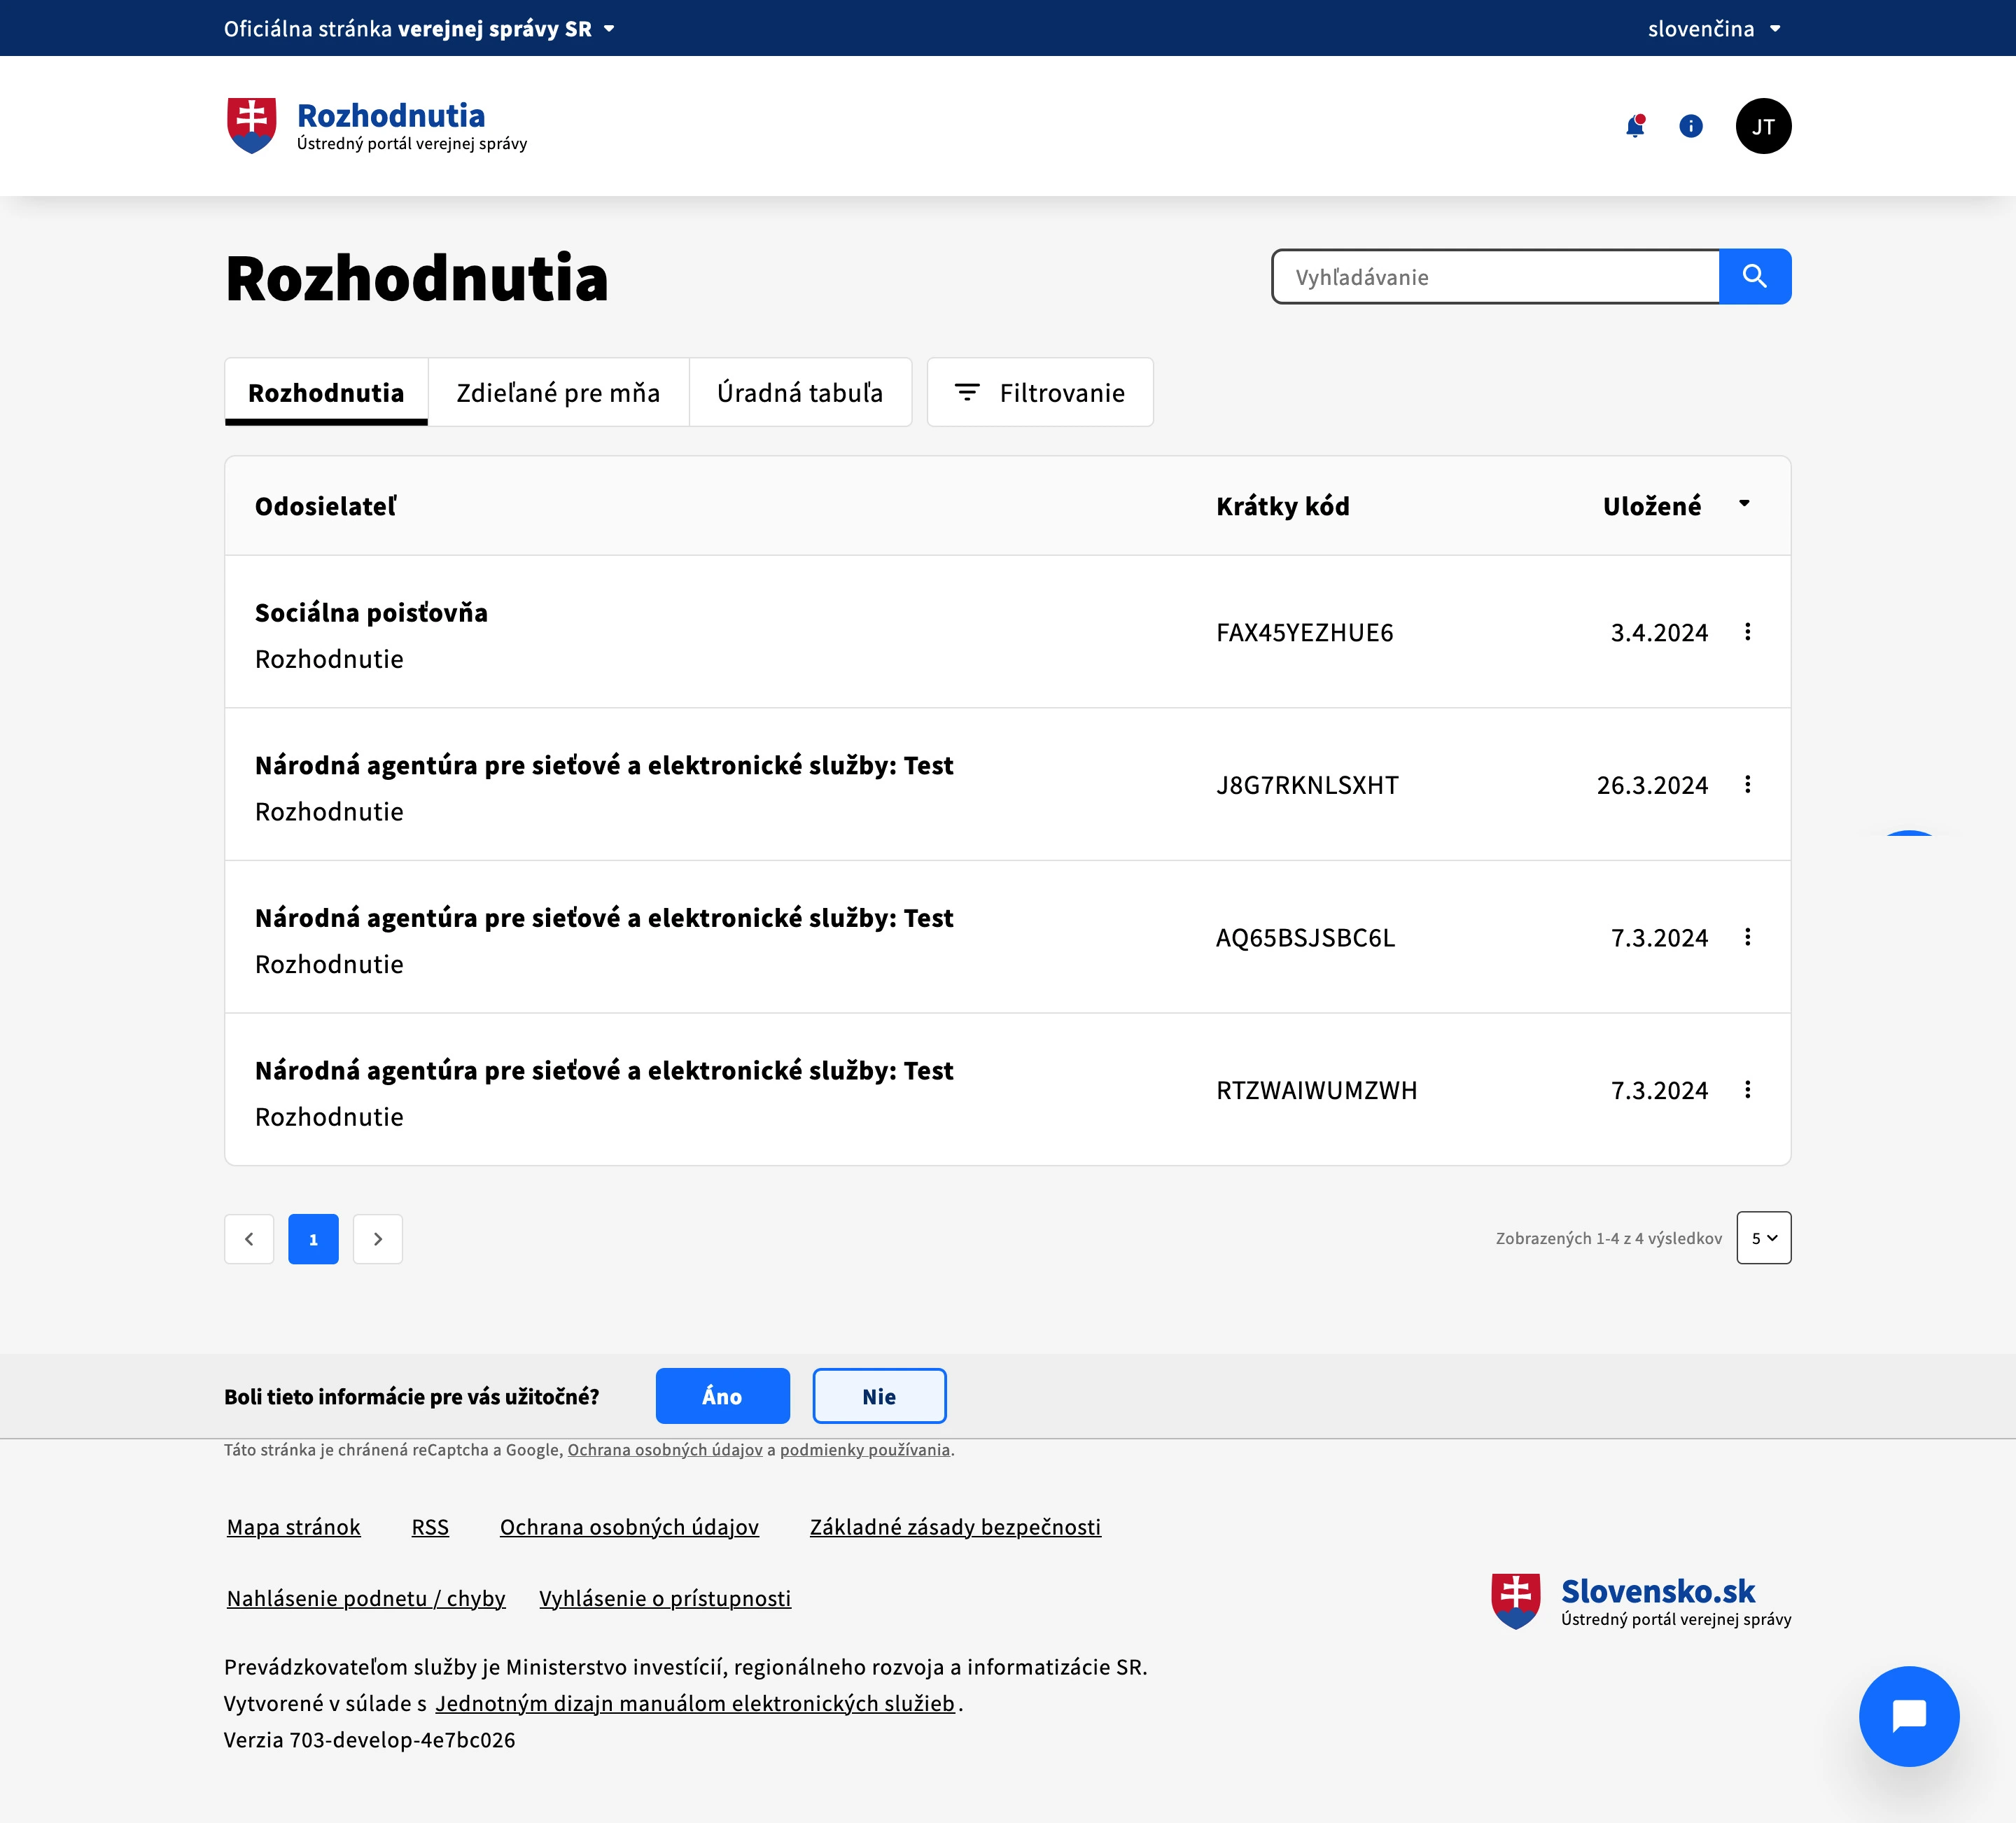 Oficiálna stránka verejnej správy SR
slovenčina
Rozhodnutia
Ústredný portál verejnej správy
JT
Rozhodnutia
Vyhľadávanie
Rozhodnutia
Zdieľané pre mňa
Úradná tabuľa
Filtrovanie
Odosielateľ
Krátky kód
Uložené
Sociálna poisťovňa
Rozhodnutie
FAX45YEZHUE6
3.4.2024
Národná agentúra pre sieťové a elektronické služby: Test
Rozhodnutie
J8G7RKNLSXHT
26.3.2024
Národná agentúra pre sieťové a elektronické služby: Test
Rozhodnutie
AQ65BSJSBC6L
7.3.2024
Národná agentúra pre sieťové a elektronické služby: Test
Rozhodnutie
RTZWAIWUMZWH
7.3.2024
1
Zobrazených 1-4 z 4 výsledkov
5
Boli tieto informácie pre vás užitočné?
Áno
Nie
Táto stránka je chránená reCaptcha a Google, Ochrana osobných údajov a podmienky používania.
Mapa stránok
RSS
Ochrana osobných údajov
Základné zásady bezpečnosti
Nahlásenie podnetu / chyby
Vyhlásenie o prístupnosti
Slovensko.sk
Ústredný portál verejnej správy
Prevádzkovateľom služby je Ministerstvo investícií, regionálneho rozvoja a informatizácie SR.
Vytvorené v súlade s Jednotným dizajn manuálom elektronických služieb.
Verzia 703-develop-4e7bc026